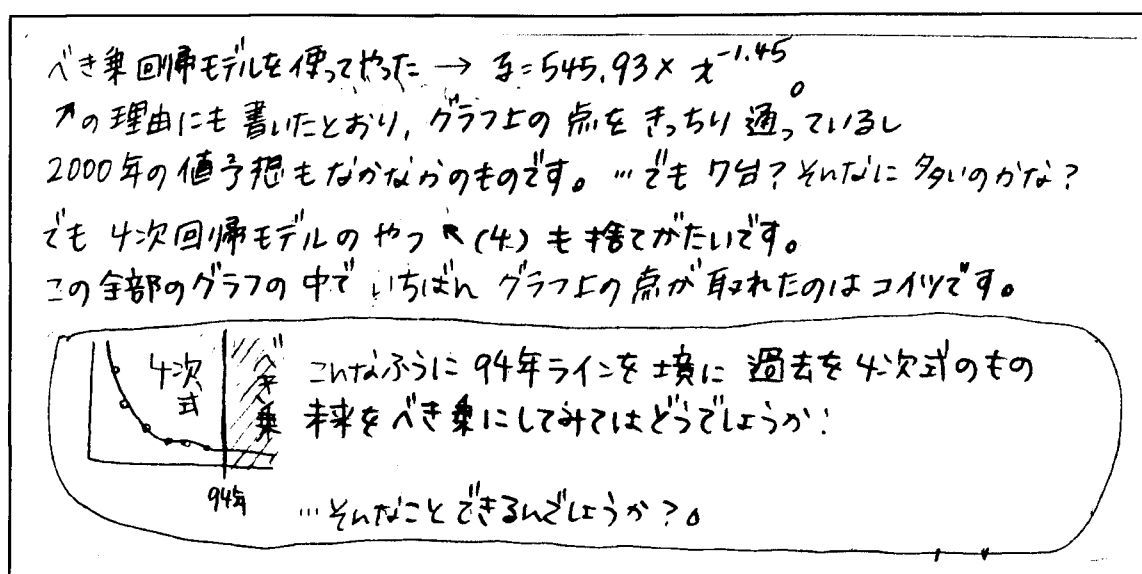 べき乗回帰モデルを使ってやった → y=545.93×x^-1.45。
↗の理由にも書いたとおり,グラフ上の点をきっちり通っているし
2000年の値予想もなかなかのものです。…でも7台?そんなに多いのかな?
でも4次回帰モデルのやつ↖(4)も捨てがたいです。
この全部のグラフの中でいちばんグラフ上の点が取れたのはコイツです。
4次式
べき乗
94年
こんなふうに94年ラインを境に過去を4次式のもの
未来をべき乗にしてみてはどうでしょうか!
…そんなことできるんでしょうか?。